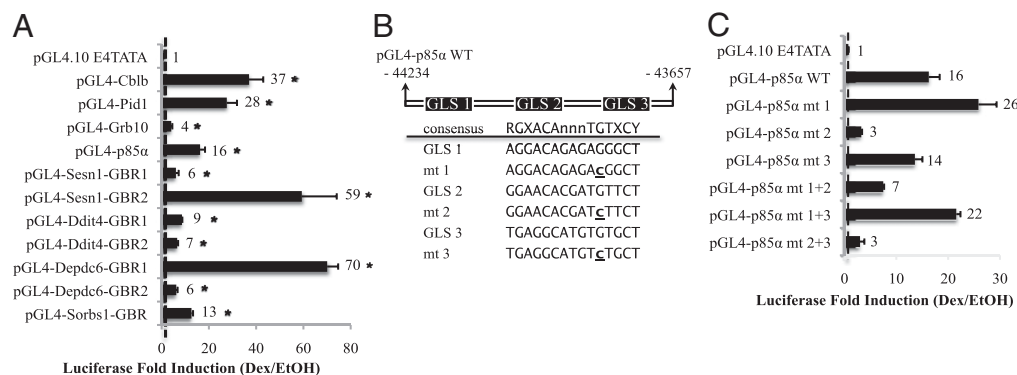 A
pGL4.10 E4TATA 1
pGL4-Cblb 37 *
pGL4-Pid1 28 *
pGL4-Grb10 4 *
pGL4-p85α 16 *
pGL4-Sesn1-GBR1 6 *
pGL4-Sesn1-GBR2 59 *
pGL4-Ddit4-GBR1 9 *
pGL4-Ddit4-GBR2 7 *
pGL4-Depdc6-GBR1 70 *
pGL4-Depdc6-GBR2 6 *
pGL4-Sorbs1-GBR 13 *
0 20 40 60 80
Luciferase Fold Induction (Dex/EtOH)
B
pGL4-p85α WT
- 44234 - 43657
GLS 1 GLS 2 GLS 3
consensus RGXACAnnnTGTXCY
GLS 1 AGGACAGAGAGGGCT
mt 1 AGGACAGAGAcGGCT
GLS 2 GGAACACGATGTTCT
mt 2 GGAACACGATcTTCT
GLS 3 TGAGGCATGTGTGCT
mt 3 TGAGGCATGTcTGCT
C
pGL4.10 E4TATA 1
pGL4-p85α WT 16
pGL4-p85α mt 1 26
pGL4-p85α mt 2 3
pGL4-p85α mt 3 14
pGL4-p85α mt 1+2 7
pGL4-p85α mt 1+3 22
pGL4-p85α mt 2+3 3
0 10 20 30
Luciferase Fold Induction (Dex/EtOH)